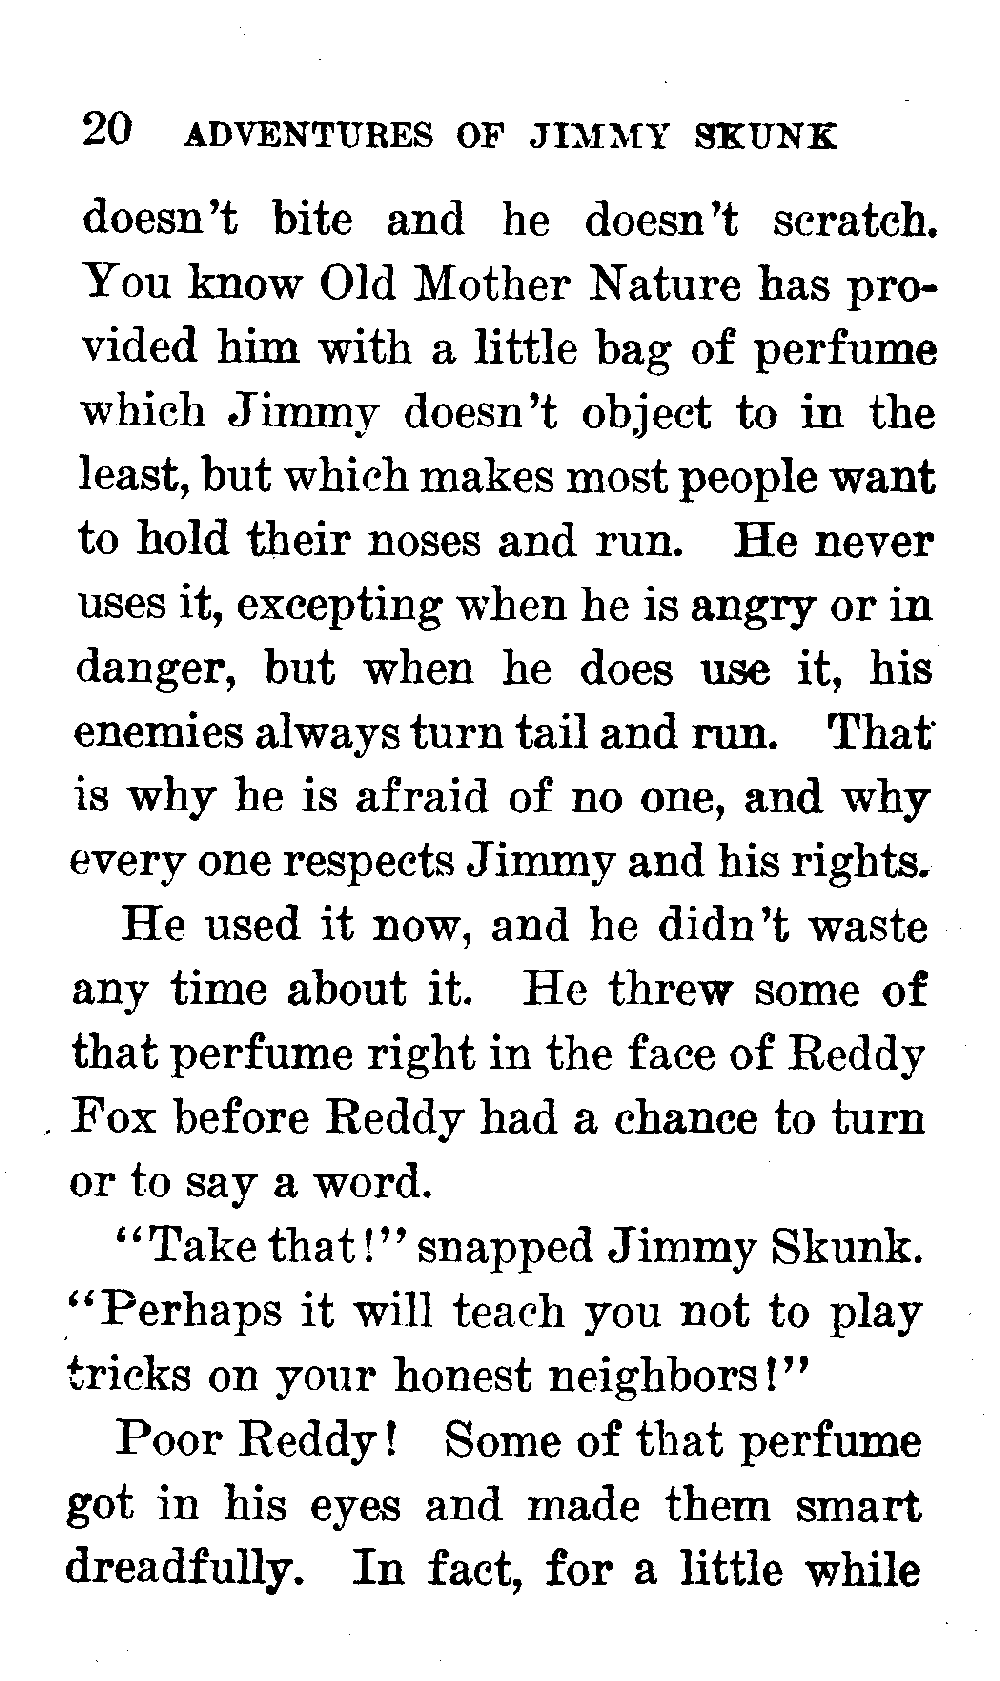 20 ADVENTURES OF JIMMY SKUNK
doesn't bite and he doesn't scratch.
You know Old Mother Nature has pro-
vided him with a little bag of perfume
which Jimmy doesn't object to in the
least, but which makes most people want
to hold their noses and run. He never
uses it, excepting when he is angry or in
danger, but when he does use it, his
enemies always turn tail and run. That
is why he is afraid of no one, and why
every one respects Jimmy and his rights.
He used it now, and he didn't waste
any time about it. He threw some of
that perfume right in the face of Reddy
Fox before Reddy had a chance to turn
or to say a word.
"Take that!" snapped Jimmy Skunk.
"Perhaps it will teach you not to play
tricks on your honest neighbors!"
Poor Reddy! Some of that perfume
got in his eyes and made them smart
dreadfully. In fact, for a little while